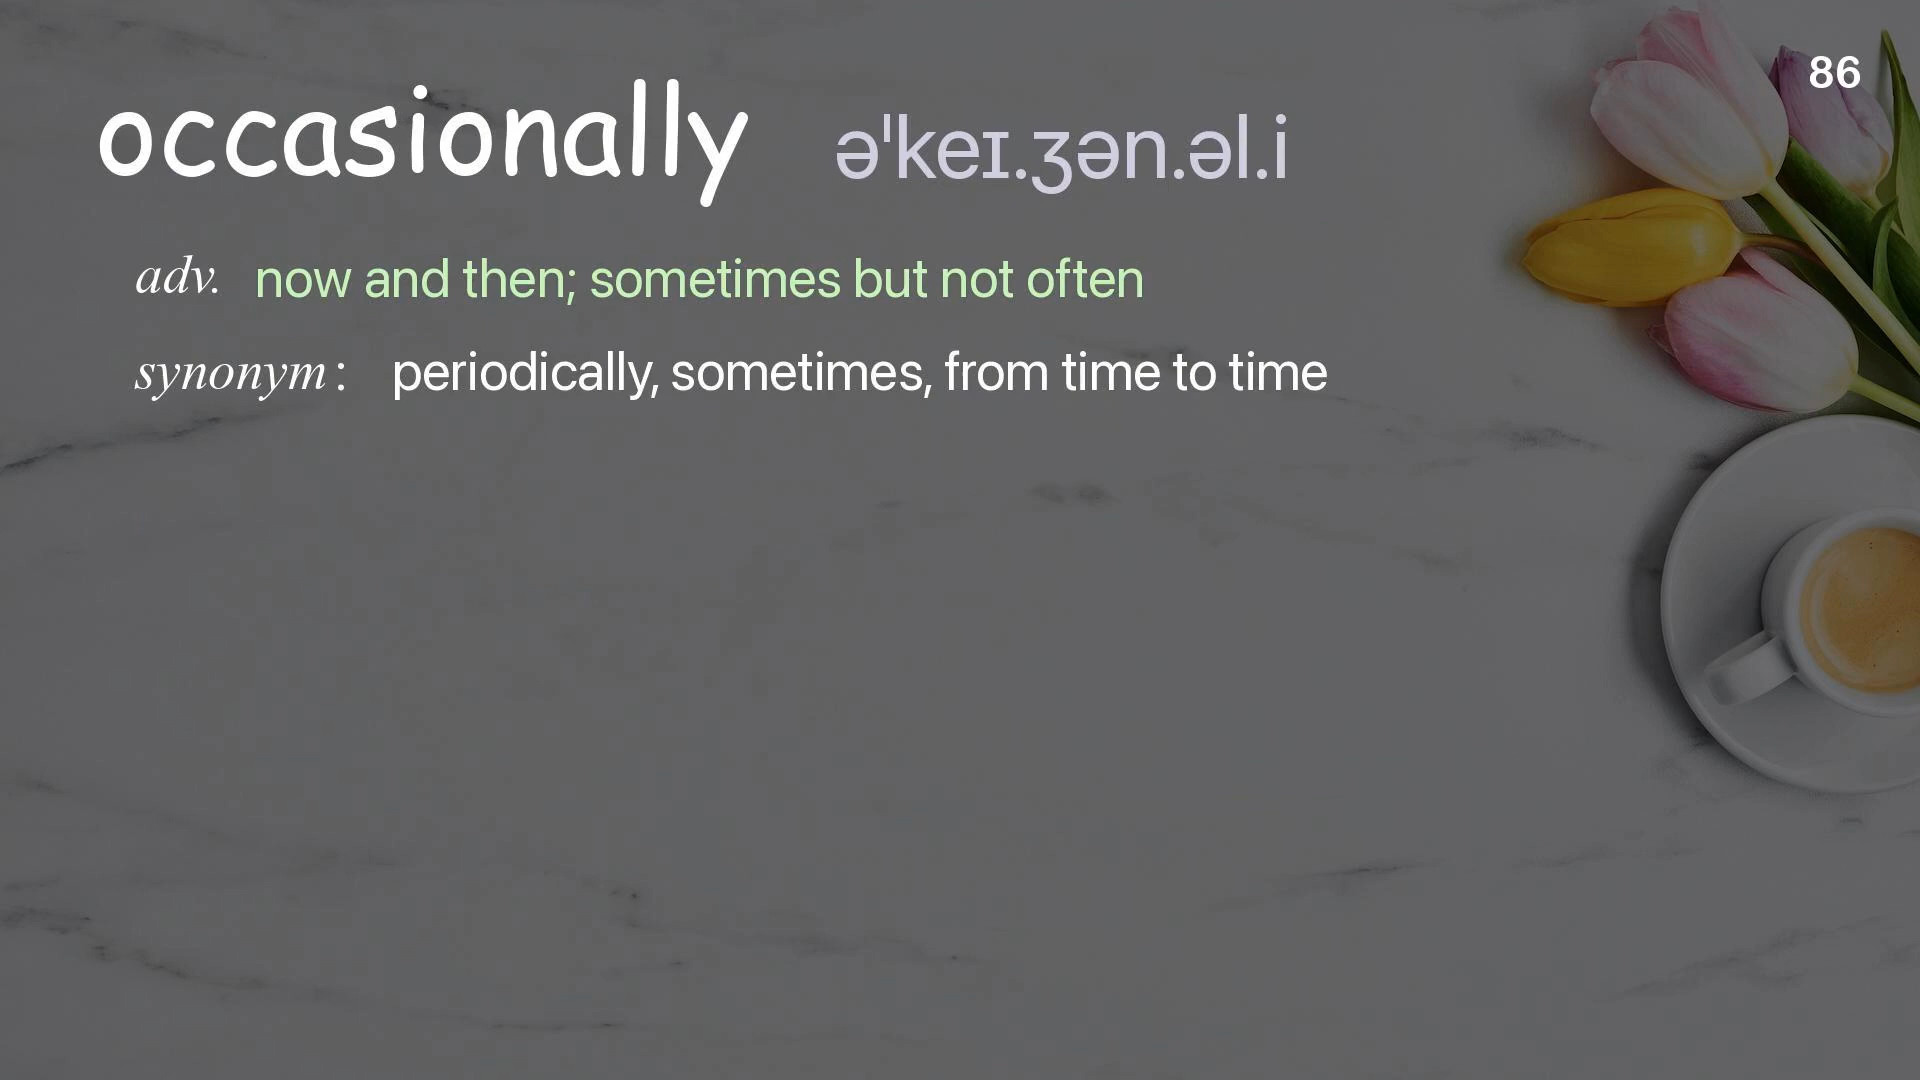 86
occasionally əˈkeɪ.ʒən.əl.i
adv. now and then; sometimes but not often
synonym : periodically, sometimes, from time to time